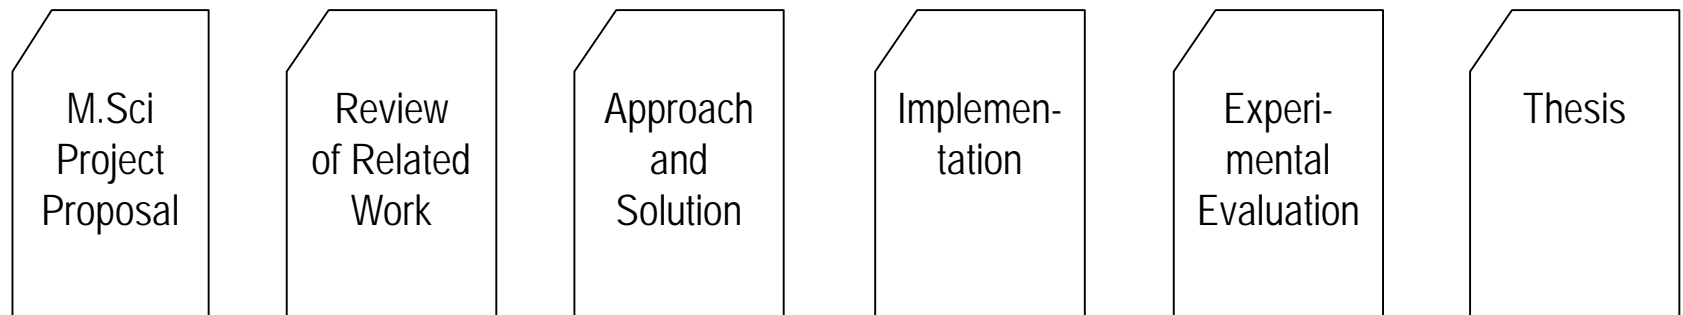 M.Sci
Project
Proposal
Review
of Related
Work
Approach
and
Solution
Implemen-
tation
Experi-
mental
Evaluation
Thesis